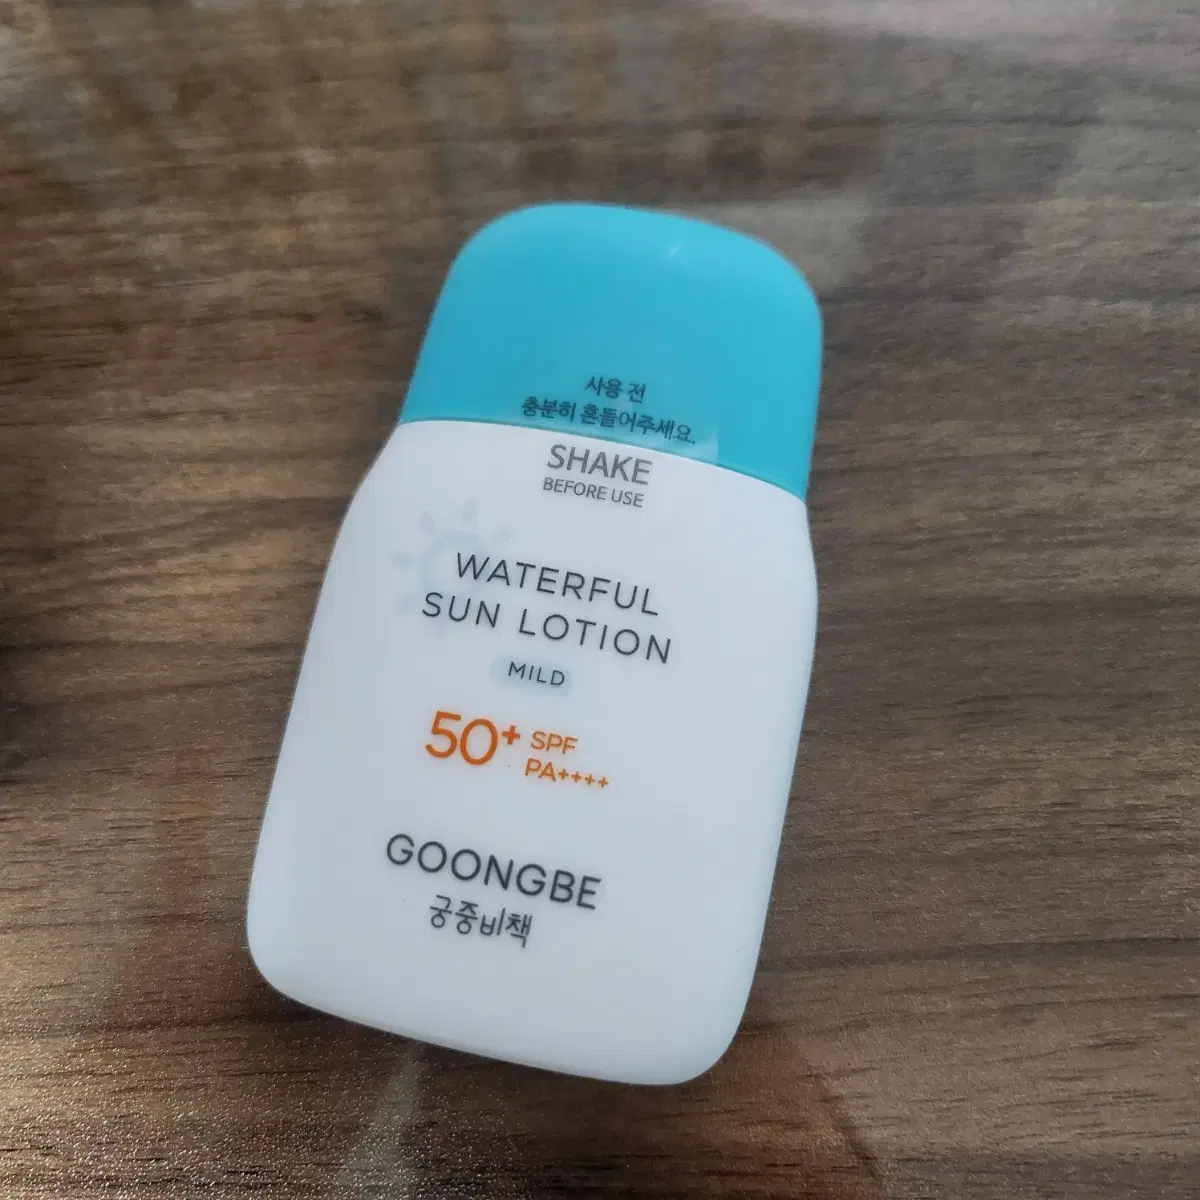 사용 전
충분히 흔들어주세요.
SHAKE
BEFORE USE
WATERFUL
SUN LOTION
MILD
50+ SPF
PA++++
GOONGBE
궁중비책